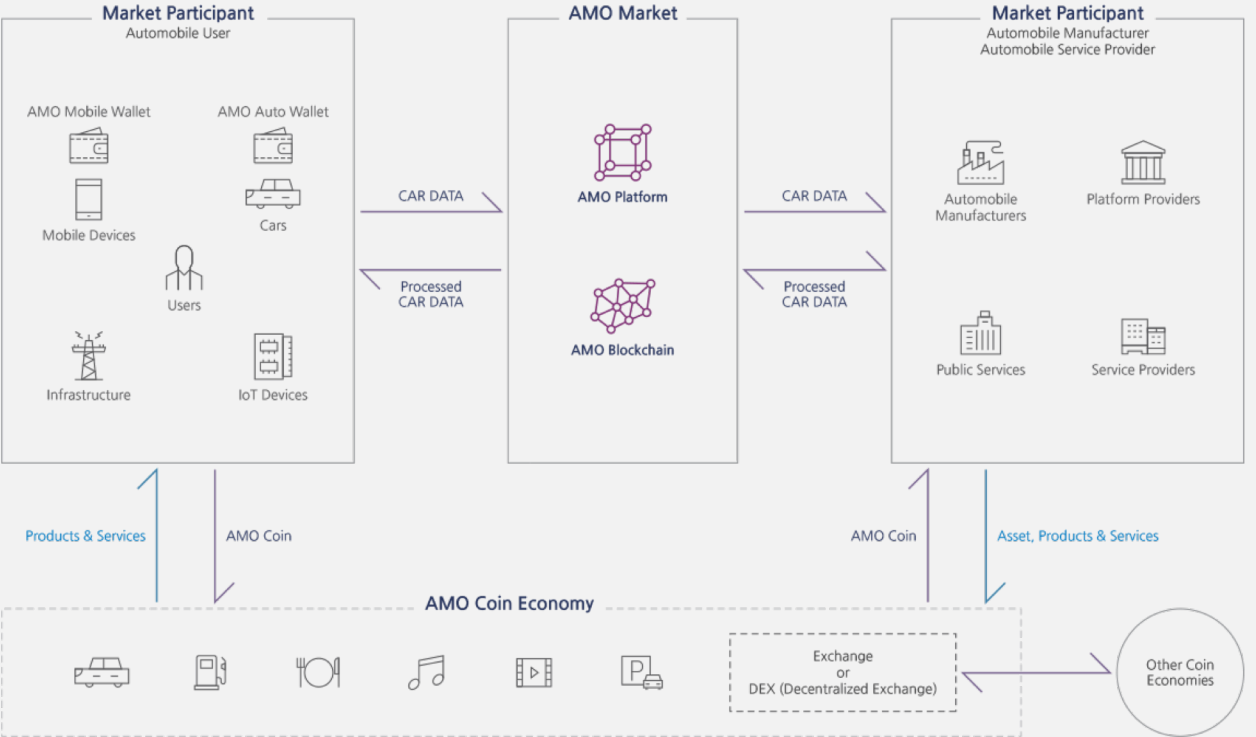 Market Participant
Automobile User
AMO Mobile Wallet
AMO Auto Wallet
Mobile Devices
Cars
Users
Infrastructure
IoT Devices
CAR DATA
Processed
CAR DATA
AMO Market
AMO Platform
AMO Blockchain
CAR DATA
Processed
CAR DATA
Market Participant
Automobile Manufacturer
Automobile Service Provider
Automobile
Manufacturers
Platform Providers
Public Services
Service Providers
Products & Services
AMO Coin
AMO Coin
Asset, Products & Services
AMO Coin Economy
P
Exchange
or
DEX (Decentralized Exchange)
Other Coin
Economies